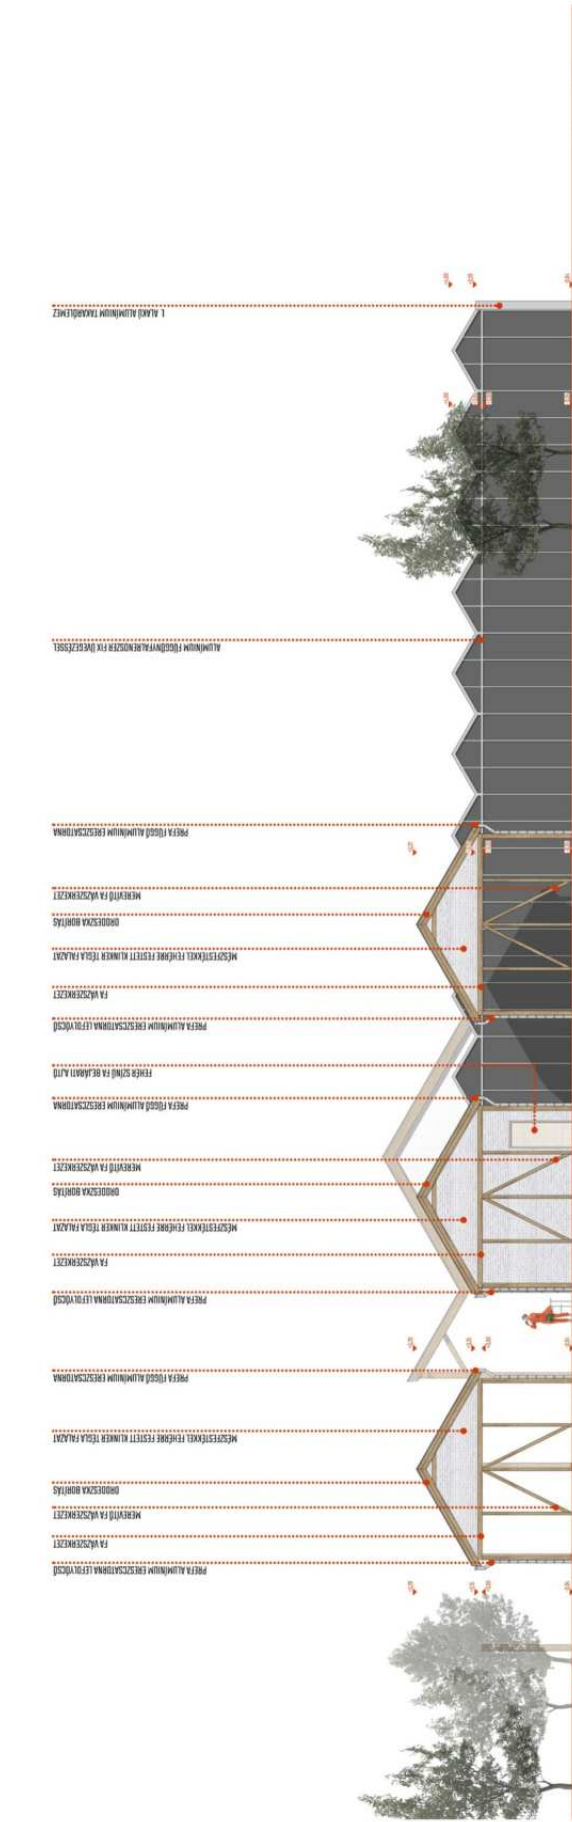 L ALAKÚ ALUMÍNIUM TAKARÓLEMEZ
ALUMÍNIUM FÜGGÖNYFALRENDSZER FIX ÜVEGEZÉSSEL
PREFA FÜGGŐ ALUMÍNIUM ERESZCSATORNA
MEREVÍTŐ FA VÁZSZERKEZET
OROMDESZKA BORÍTÁS
MÉSZFESTÉKKEL FEHÉRRE FESTETT KLINKER TÉGLA FALAZAT
FA VÁZSZERKEZET
PREFA ALUMÍNIUM ERESZCSATORNA LEFOLYÓCSŐ
FEHÉR SZÍNŰ FA BEJÁRATI AJTÓ
PREFA FÜGGŐ ALUMÍNIUM ERESZCSATORNA
MEREVÍTŐ FA VÁZSZERKEZET
ORODESZKA BORÍTÁS
MÉSZFESTÉKKEL FEHÉRRE FESTETT KLINKER TÉGLA FALAZAT
FA VÁZSZERKEZET
PREFA ALUMÍNIUM ERESZCSATORNA LEFOLYÓCSŐ
PREFA FÜGGŐ ALUMÍNIUM ERESZCSATORNA
MÉSZFESTÉKKEL FEHÉRRE FESTETT KLINKER TÉGLA FALAZAT
ORODESZKA BORÍTÁS
MEREVÍTŐ FA VÁZSZERKEZET
FA VÁZSZERKEZET
PREFA ALUMÍNIUM ERESZCSATORNA LEFOLYÓCSŐ